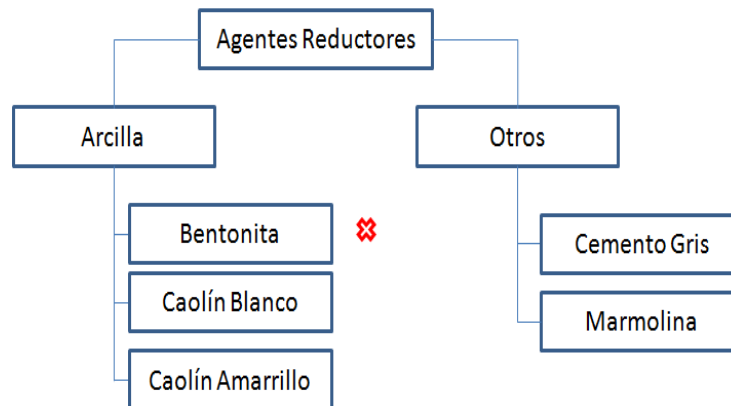 Agentes Reductores
Arcilla
Otros
Bentonita
Caolín Blanco
Caolín Amarrillo
Cemento Gris
Marmolina